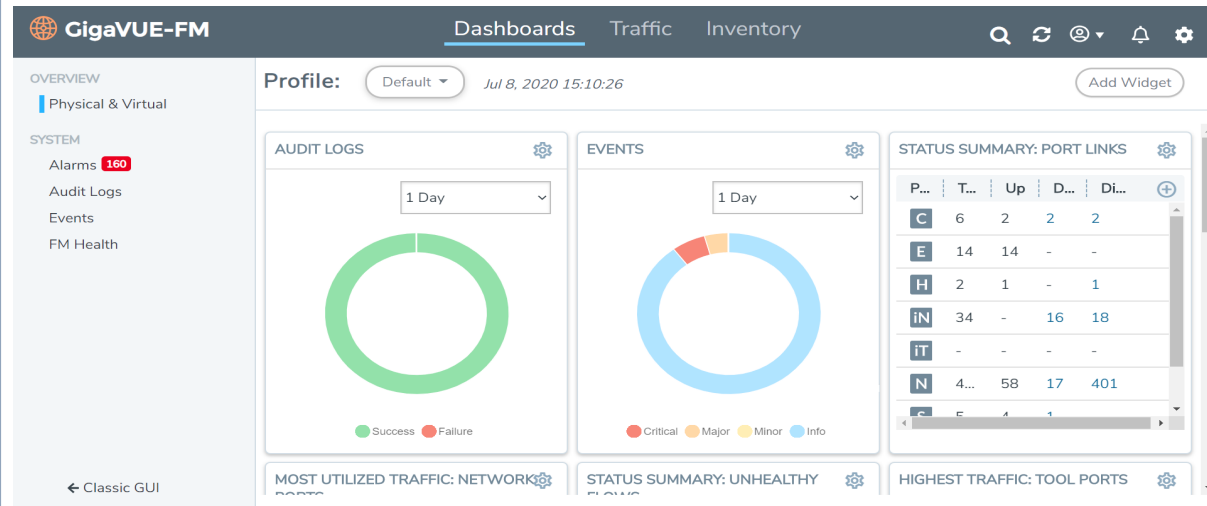 GigaVUE-FM
Dashboards Traffic Inventory
OVERVIEW
Physical & Virtual
SYSTEM
Alarms 160
Audit Logs
Events
FM Health
← Classic GUI
Profile: Default Jul 8, 2020 15:10:26 Add Widget
AUDIT LOGS
1 Day
Success Failure
EVENTS
1 Day
Critical Major Minor Info
STATUS SUMMARY: PORT LINKS
P... T... Up D... Di...
C 6 2 2 2
E 14 14 - -
H 2 1 - 1
iN 34 - 16 18
iT - - - -
N 4... 58 17 401
MOST UTILIZED TRAFFIC: NETWORK
PORTS
STATUS SUMMARY: UNHEALTHY
FLOWS
HIGHEST TRAFFIC: TOOL PORTS